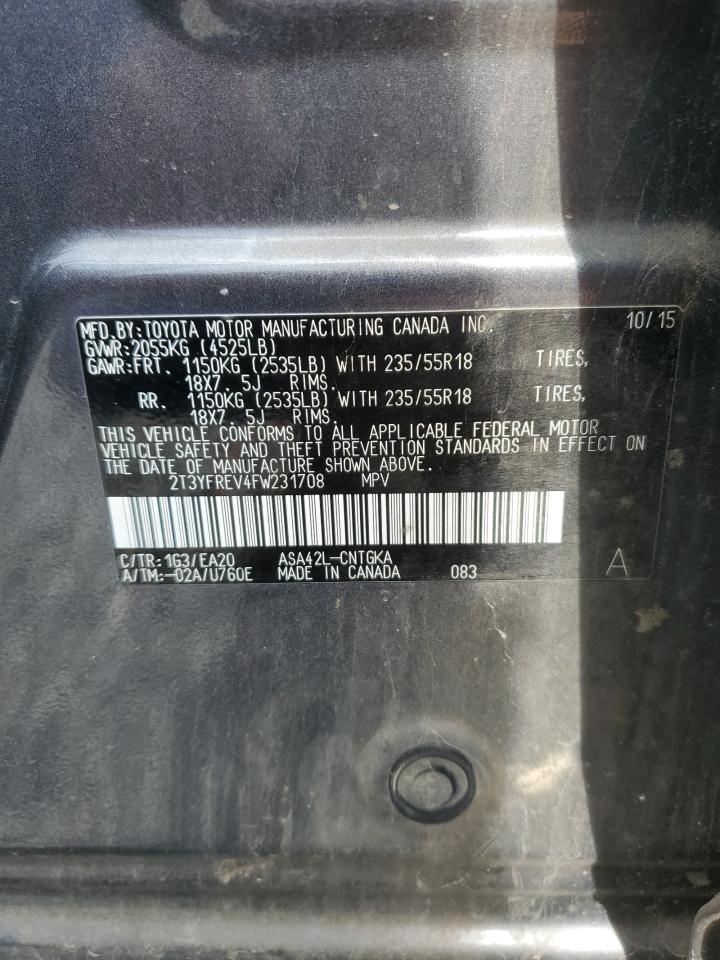 MFD.BY:TOYOTA MOTOR MANUFACTURING CANADA INC. 10/15
GVWR:2055KG (4525LB)
GAWR:FRT. 1150KG (2535LB) WITH 235/55R18 TIRES,
18X7. 5J RIMS.
RR. 1150KG (2535LB) WITH 235/55R18 TIRES,
18X7. 5J RIMS.
THIS VEHICLE CONFORMS TO ALL APPLICABLE FEDERAL MOTOR
VEHICLE SAFETY AND THEFT PREVENTION STANDARDS IN EFFECT ON
THE DATE OF MANUFACTURE SHOWN ABOVE.
2T3YFREV4FW231708 MPV
C/TR:1G3/EA20 ASA42L-CNTGKA
A/TM:-02A/U760E MADE IN CANADA 083 A